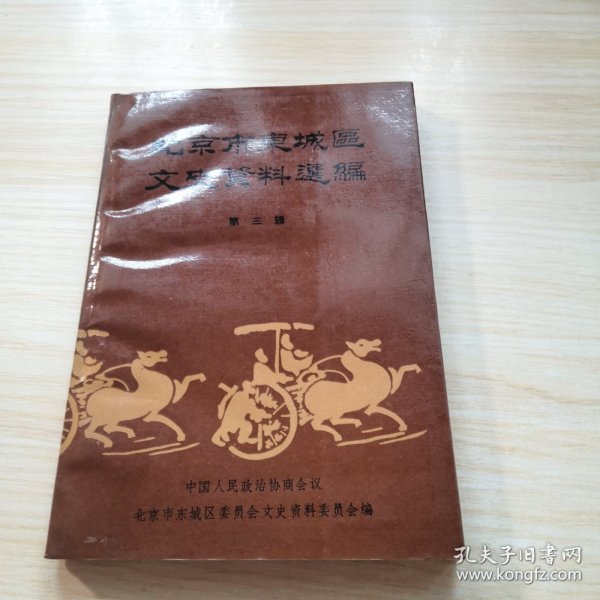 北京市東城區
文史資料選編
第三辑
中国人民政治协商会议
北京市东城区委员会文史资料委员会编
孔夫子旧书网
www.kongfz.com